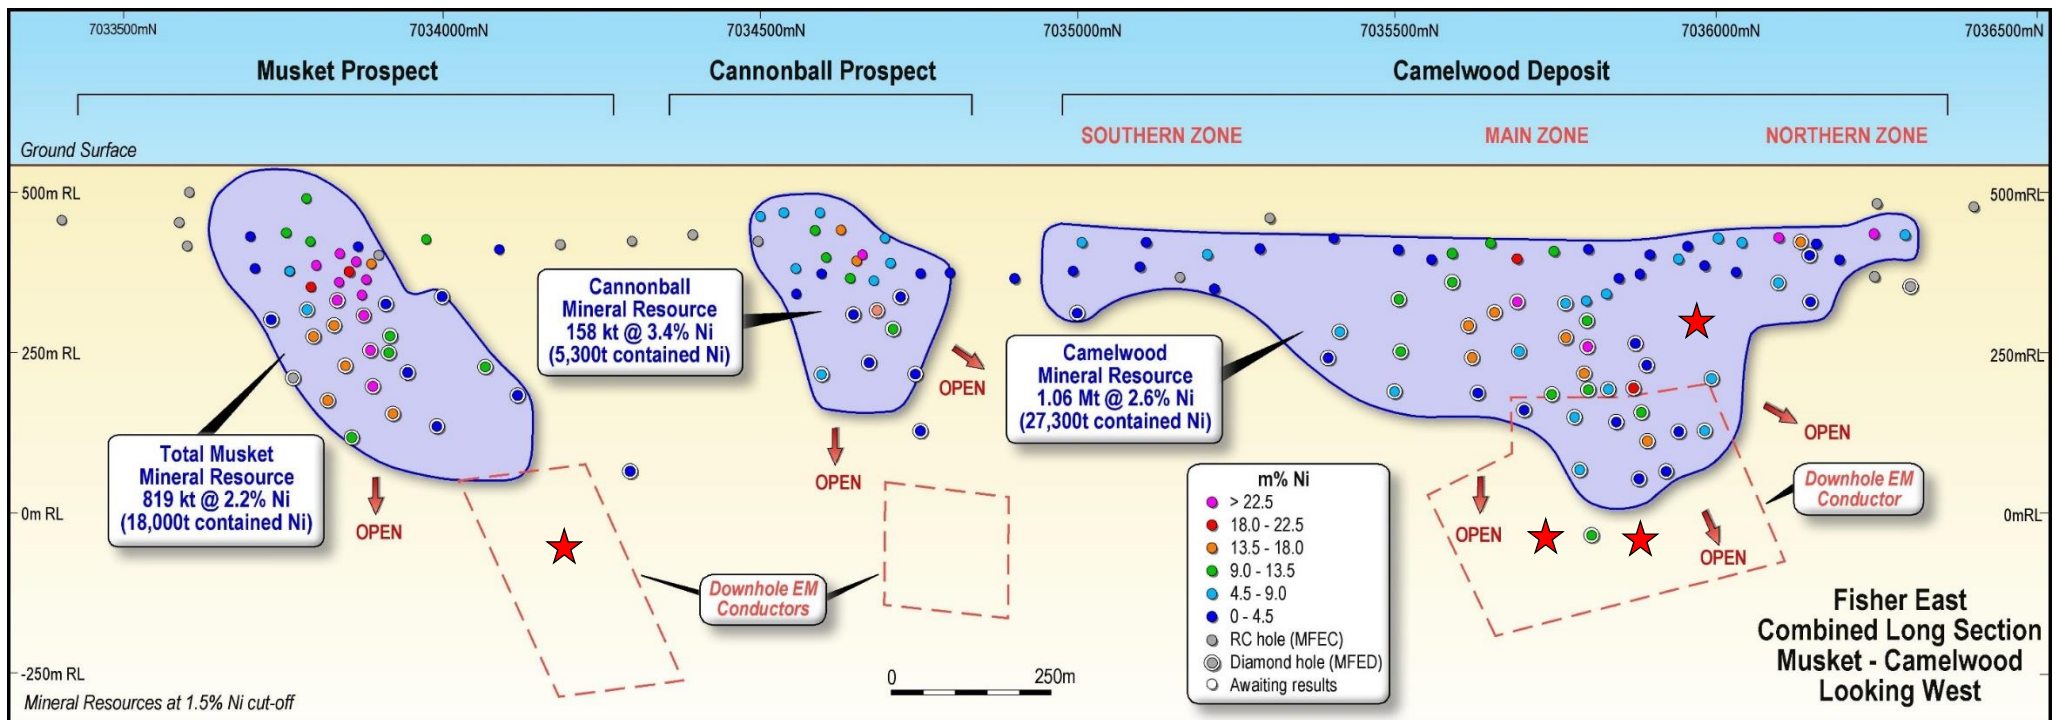 7033500mN 7034000mN 7034500mN 7035000mN 7035500mN 7036000mN 7036500mN
Musket Prospect Cannonball Prospect Camelwood Deposit
SOUTHERN ZONE MAIN ZONE NORTHERN ZONE
Ground Surface
500m RL
500mRL
250m RL
250mRL
0m RL
0mRL
-250m RL
Total Musket
Mineral Resource
819 kt @ 2.2% Ni
(18,000t contained Ni)
OPEN
Cannonball
Mineral Resource
158 kt @ 3.4% Ni
(5,300t contained Ni)
OPEN
OPEN
Camelwood
Mineral Resource
1.06 Mt @ 2.6% Ni
(27,300t contained Ni)
OPEN
OPEN
OPEN
Downhole EM
Conductors
Downhole EM
Conductor
m% Ni
> 22.5
18.0 - 22.5
13.5 - 18.0
9.0 - 13.5
4.5 - 9.0
0 - 4.5
RC hole (MFEC)
Diamond hole (MFED)
Awaiting results
0 250m
Fisher East
Combined Long Section
Musket - Camelwood
Looking West
Mineral Resources at 1.5% Ni cut-off